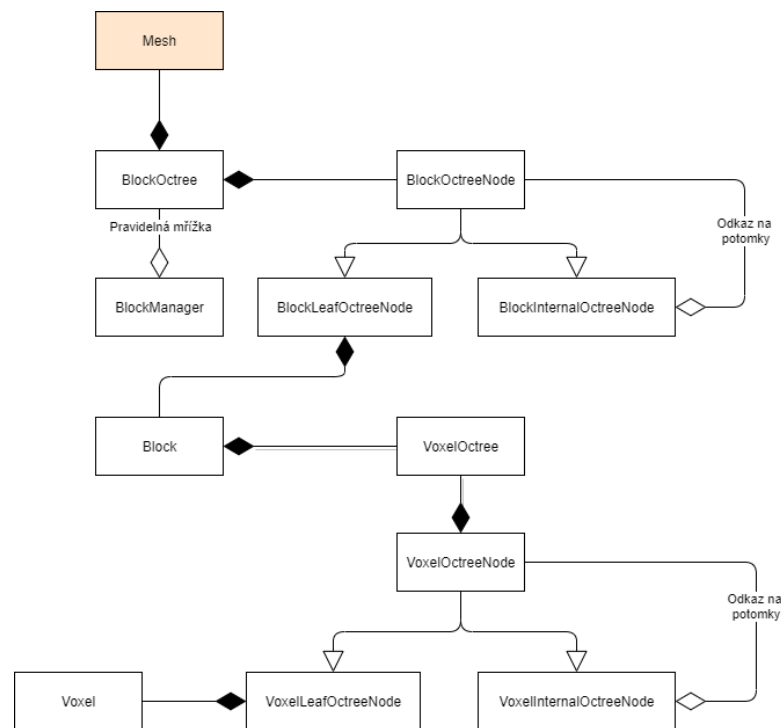 Mesh
BlockOctree
BlockOctreeNode
Pravidelná mřížka
Odkaz na
potomky
BlockManager
BlockLeafOctreeNode
BlockInternalOctreeNode
Block
VoxelOctree
VoxelOctreeNode
Odkaz na
potomky
Voxel
VoxelLeafOctreeNode
VoxelInternalOctreeNode